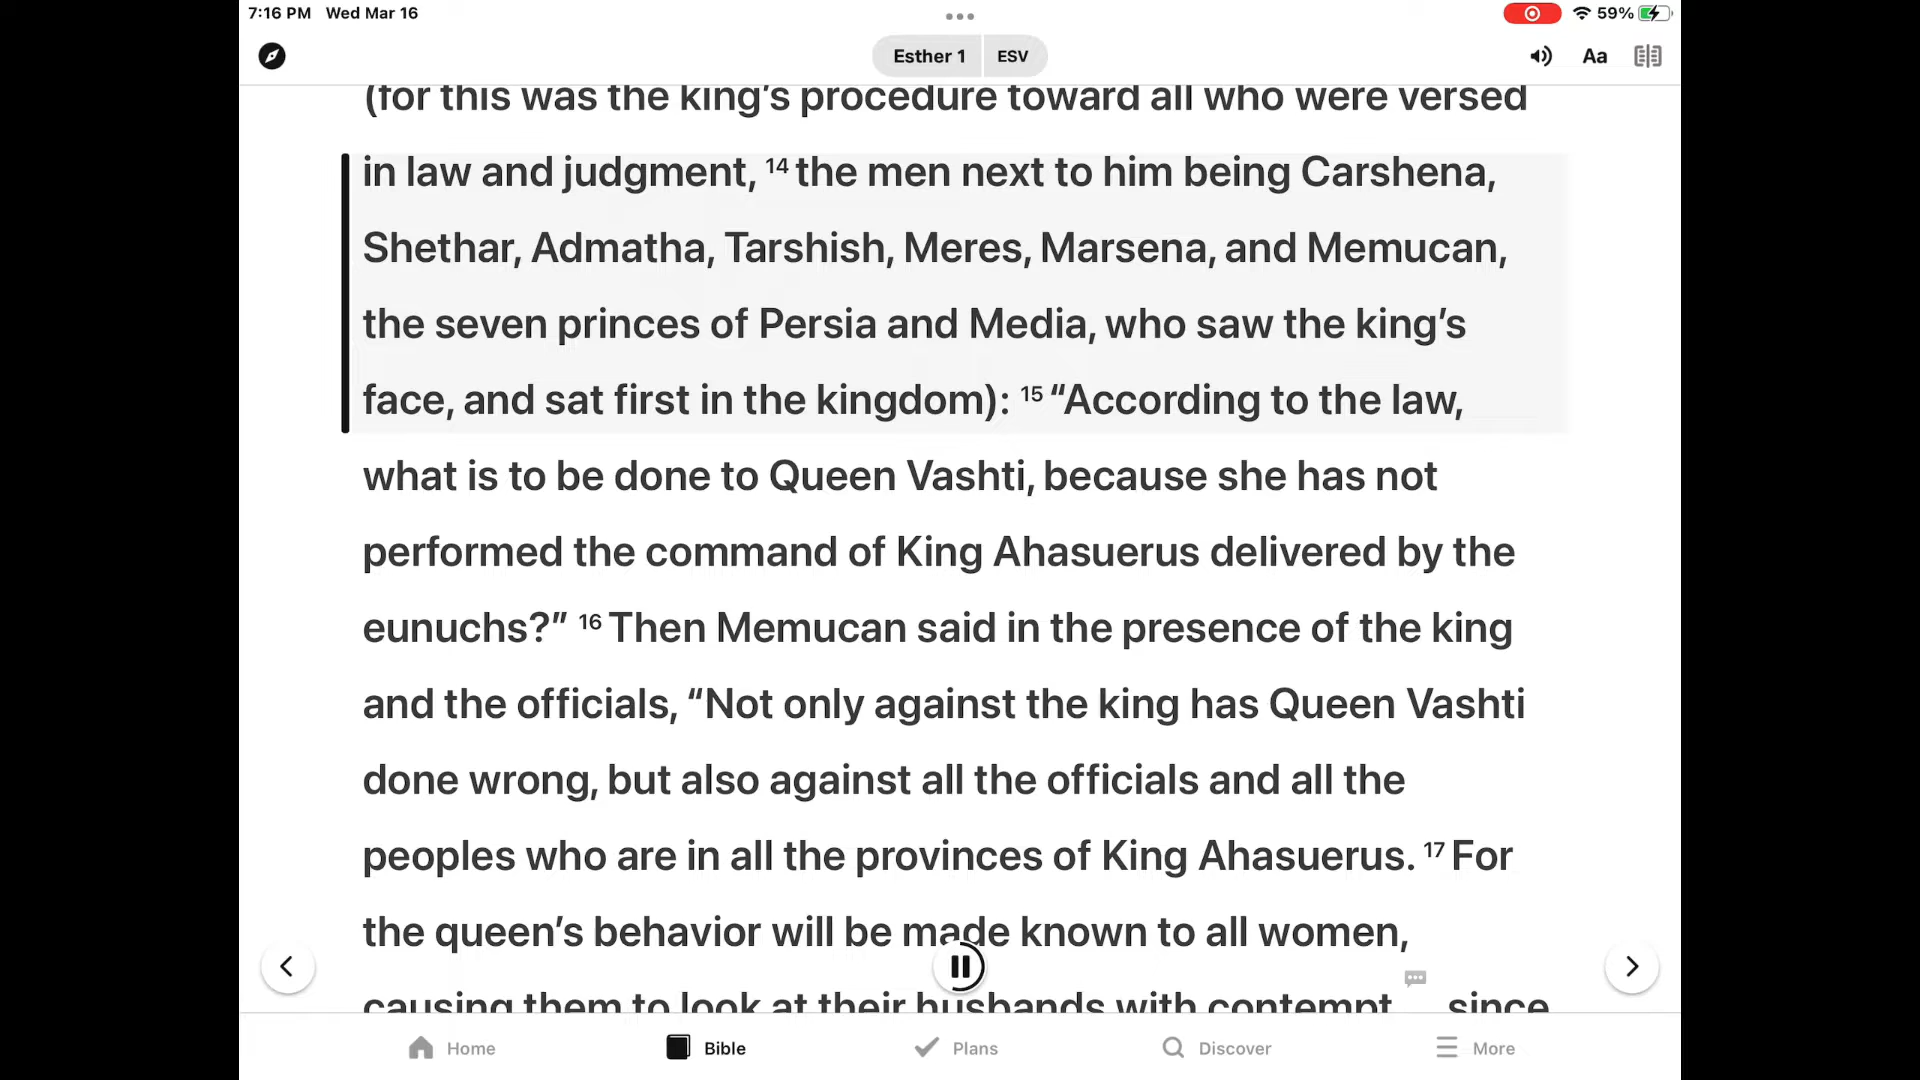 7:16 PM Wed Mar 16
59%
Esther 1 ESV
Aa
(for this was the king's procedure toward all who were versed
in law and judgment, 14 the men next to him being Carshena,
Shethar, Admatha, Tarshish, Meres, Marsena, and Memucan,
the seven princes of Persia and Media, who saw the king's
face, and sat first in the kingdom): 15 “According to the law,
what is to be done to Queen Vashti, because she has not
performed the command of King Ahasuerus delivered by the
eunuchs?” 16 Then Memucan said in the presence of the king
and the officials, “Not only against the king has Queen Vashti
done wrong, but also against all the officials and all the
peoples who are in all the provinces of King Ahasuerus. 17 For
the queen's behavior will be made known to all women,
causing them to look at their husbands with contempt since
Home Bible Plans Discover More